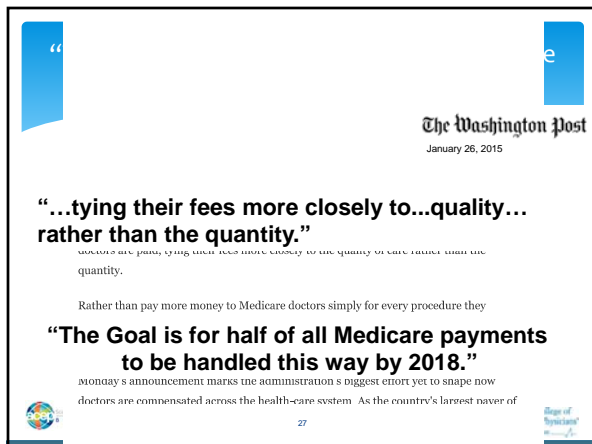 “ e
The Washington Post
January 26, 2015
“…tying their fees more closely to...quality…
rather than the quantity.”
doctors are paid, tying their fees more closely to the quality of care rather than the
quantity.
Rather than pay more money to Medicare doctors simply for every procedure they
“The Goal is for half of all Medicare payments
to be handled this way by 2018.”
Monday's announcement marks the administration's biggest effort yet to shape how
doctors are compensated across the health-care system. As the country's largest payer of
27